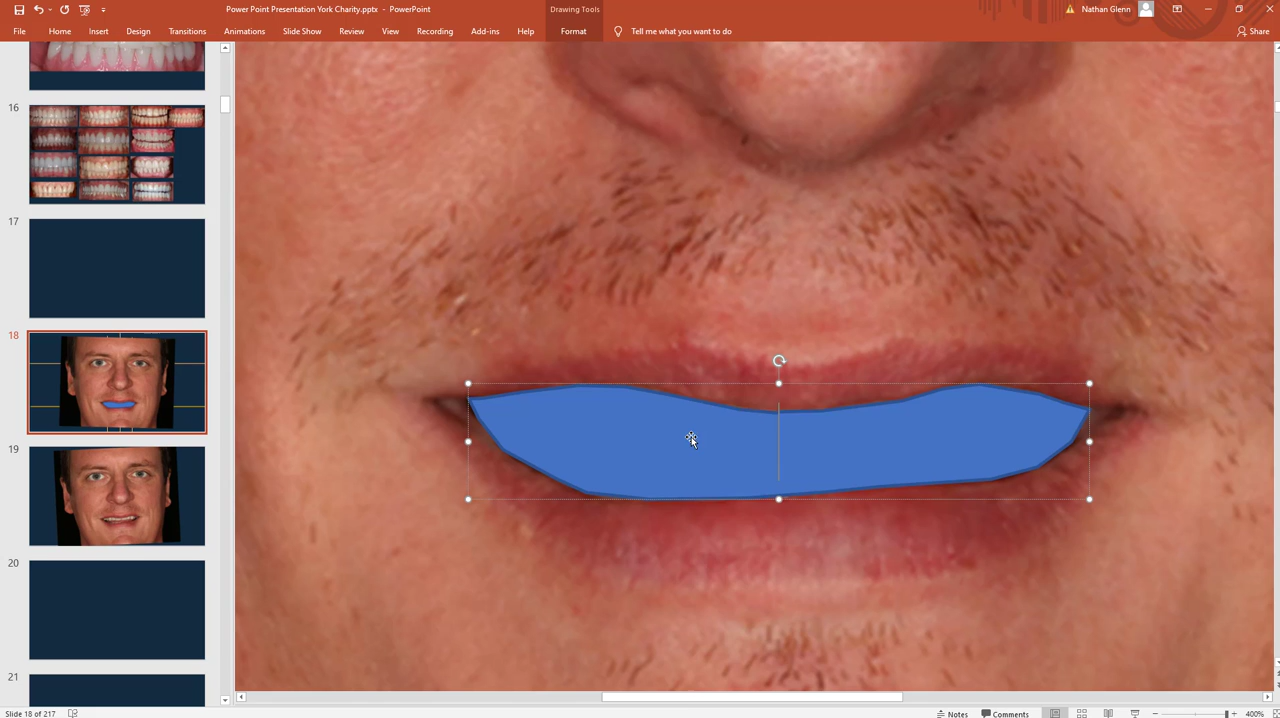 Power Point Presentation York Charity.pptx - PowerPoint
Drawing Tools
Nathan Glenn
File Home Insert Design Transitions Animations Slide Show Review View Recording Add-ins Help Format Tell me what you want to do Share
16
17
18
19
20
21
Slide 18 of 217
Notes
Comments
400%